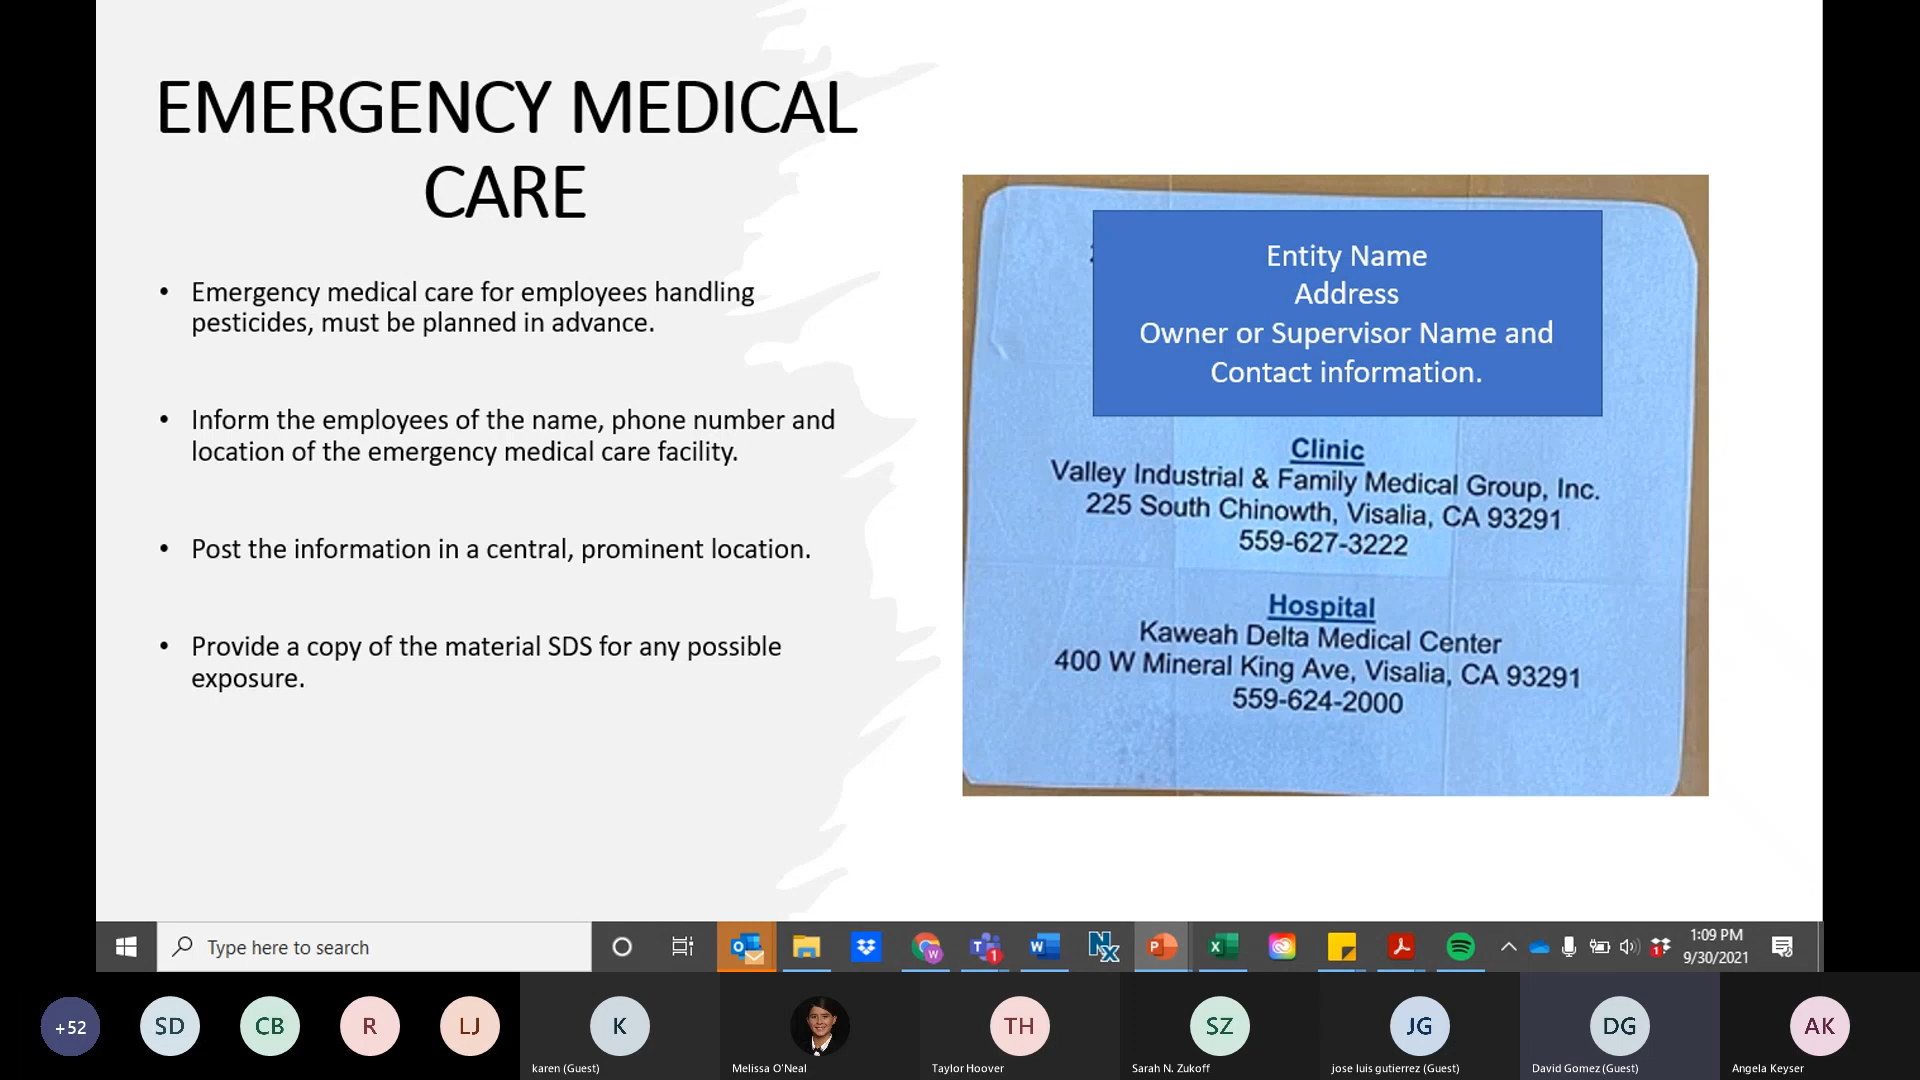 EMERGENCY MEDICAL
CARE
• Emergency medical care for employees handling
pesticides, must be planned in advance.
• Inform the employees of the name, phone number and
location of the emergency medical care facility.
• Post the information in a central, prominent location.
• Provide a copy of the material SDS for any possible
exposure.
Entity Name
Address
Owner or Supervisor Name and
Contact information.
Clinic
Valley Industrial & Family Medical Group, Inc.
225 South Chinowth, Visalia, CA 93291
559-627-3222
Hospital
Kaweah Delta Medical Center
400 W Mineral King Ave, Visalia, CA 93291
559-624-2000
Type here to search
1:09 PM
9/30/2021
+52
SD
CB
R
LJ
K
TH
SZ
JG
DG
AK
karen (Guest)
Melissa O'Neal
Taylor Hoover
Sarah N. Zukoff
jose luis gutierrez (Guest)
David Gomez (Guest)
Angela Keyser